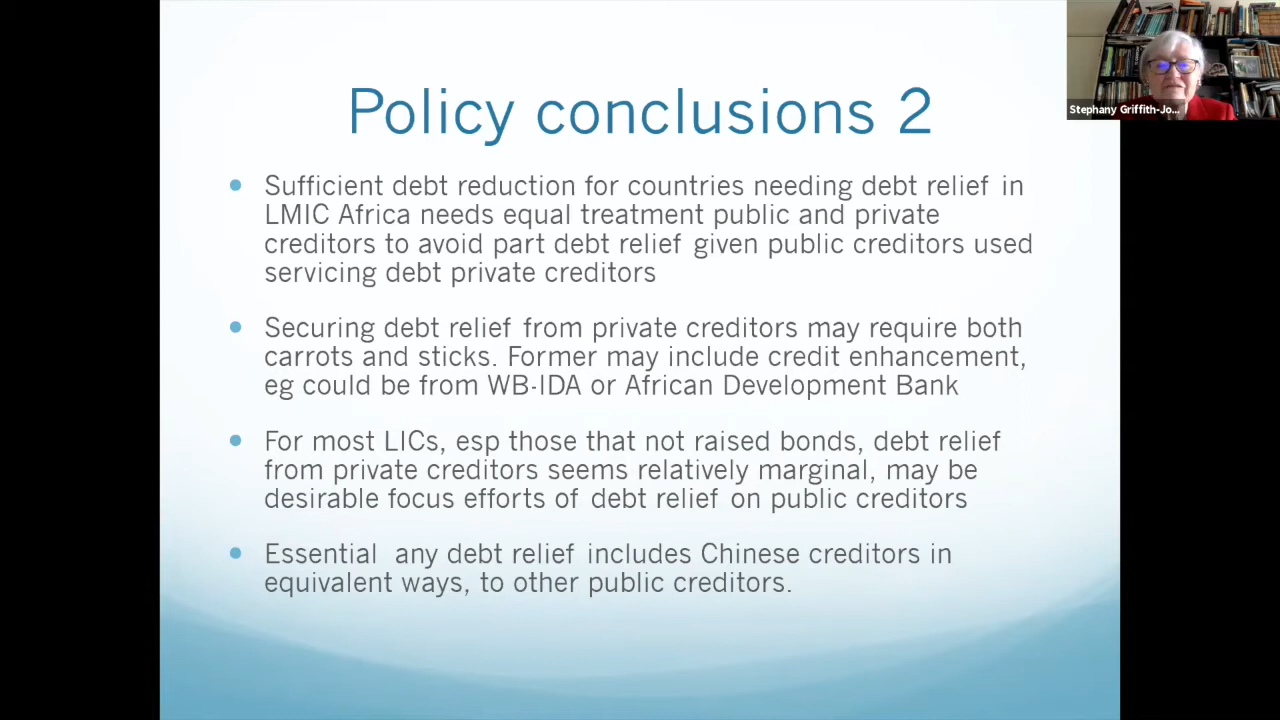 Policy conclusions 2
Sufficient debt reduction for countries needing debt relief in
LMIC Africa needs equal treatment public and private
creditors to avoid part debt relief given public creditors used
servicing debt private creditors
Securing debt relief from private creditors may require both
carrots and sticks. Former may include credit enhancement,
eg could be from WB-IDA or African Development Bank
For most LICs, esp those that not raised bonds, debt relief
from private creditors seems relatively marginal, may be
desirable focus efforts of debt relief on public creditors
Essential any debt relief includes Chinese creditors in
equivalent ways, to other public creditors.
Stephany Griffith-Jo...